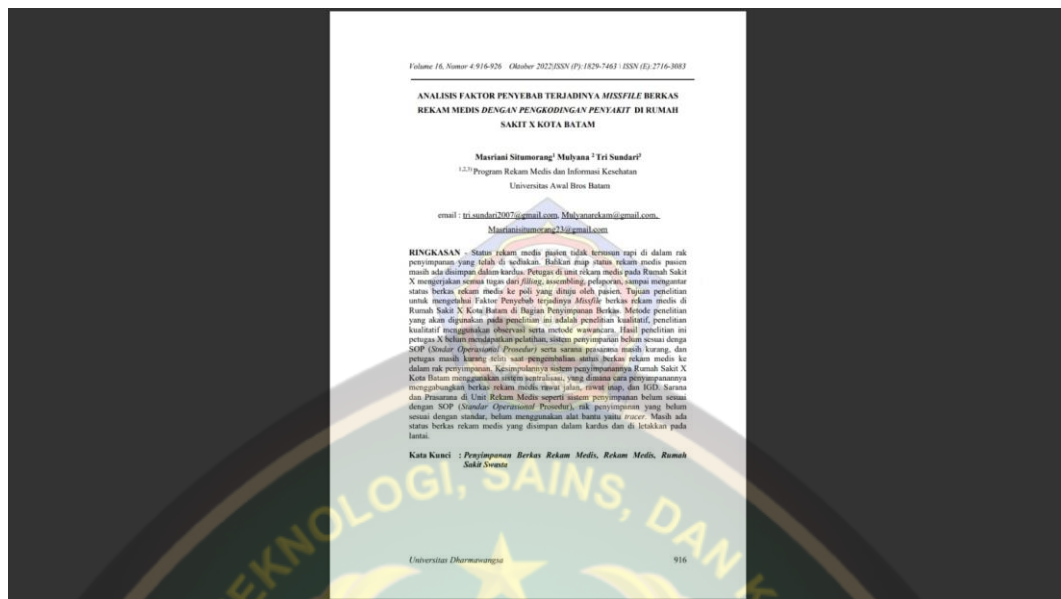 Volume 16, Nomor 4:916-926 Oktober 2022|ISSN (P):1829-7463 | ISSN (E):2716-3083
ANALISIS FAKTOR PENYEBAB TERJADINYA MISSFILE BERKAS
REKAM MEDIS DENGAN PENGKODINGAN PENYAKIT DI RUMAH
SAKIT X KOTA BATAM
Masriani Situmorang¹ Mulyana ² Tri Sundari³
1,2,3) Program Rekam Medis dan Informasi Kesehatan
Universitas Awal Bros Batam
email : tri.sundari2007@gmail.com, Mulyanarekam@gmail.com,
Masrianisitumorang23@gmail.com
RINGKASAN - Status rekam medis pasien tidak tersusun rapi di dalam rak
penyimpanan yang telah di sediakan. Bahkan map status rekam medis pasien
masih ada disimpan dalam kardus. Petugas di unit rekam medis pada Rumah Sakit
X mengerjakan semua tugas dari filling, assembling, pelaporan, sampai mengantar
status berkas rekam medis ke poli yang dituju oleh pasien. Tujuan penelitian
untuk mengetahui Faktor Penyebab terjadinya Missfile berkas rekam medis di
Rumah Sakit X Kota Batam di Bagian Penyimpanan Berkas. Metode penelitian
yang akan digunakan pada penelitian ini adalah penelitian kualitatif, penelitian
kualitatif menggunakan observasi serta metode wawancara. Hasil penelitian ini
petugas X belum mendapatkan pelatihan, sistem penyimpanan belum sesuai denga
SOP (Sindar Operasional Prosedur) serta sarana prasarana masih kurang, dan
petugas masih kurang teliti saat pengembalian status berkas rekam medis ke
dalam rak penyimpanan. Kesimpulannya sistem penyimpanannya Rumah Sakit X
Kota Batam menggunakan sistem sentralisasi, yang dimana cara penyimpanannya
menggabungkan berkas rekam medis rawat jalan, rawat inap, dan IGD. Sarana
dan Prasarana di Unit Rekam Medis seperti sistem penyimpanan belum sesuai
dengan SOP (Standar Operasional Prosedur), rak penyimpanan yang belum
sesuai dengan standar, belum menggunakan alat bantu yaitu tracer. Masih ada
status berkas rekam medis yang disimpan dalam kardus dan di letakkan pada
lantai.
Kata Kunci : Penyimpanan Berkas Rekam Medis, Rekam Medis, Rumah
Sakit Swasta
Universitas Dharmawangsa 916
EKNOLOGI, SAINS, DAN K